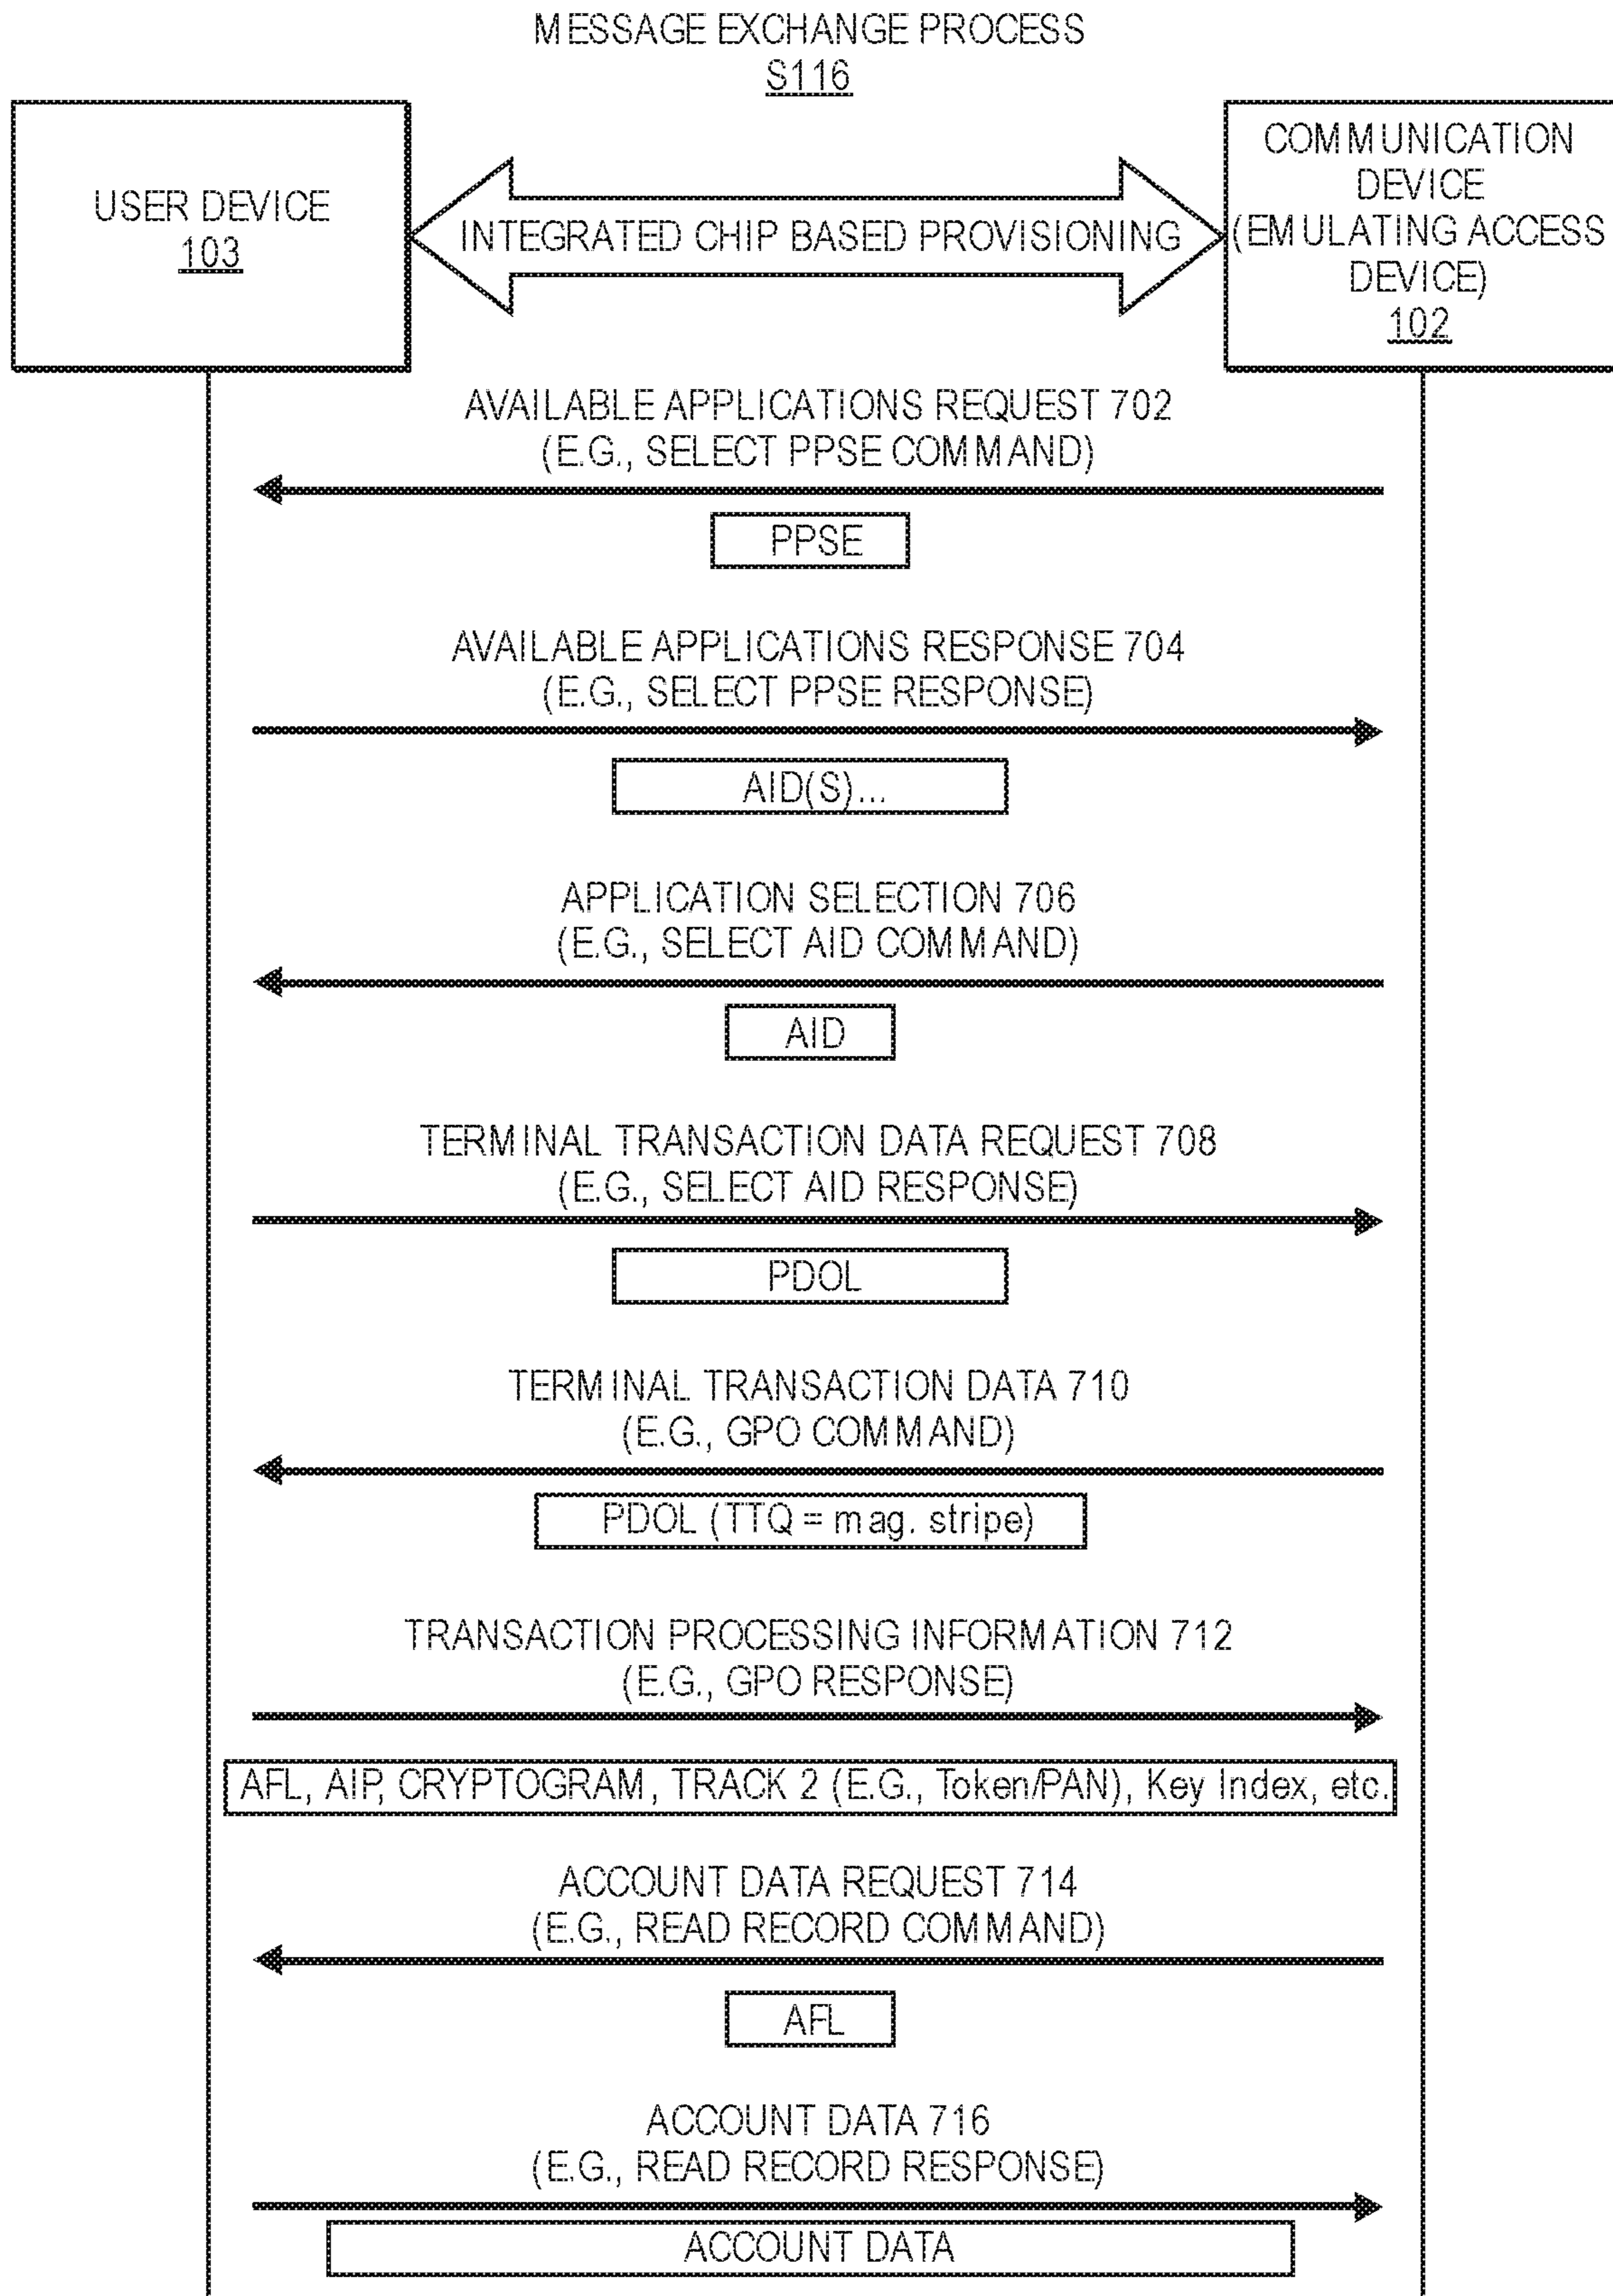 MESSAGE EXCHANGE PROCESS
S116
USER DEVICE
103
INTEGRATED CHIP BASED PROVISIONING
COMMUNICATION
DEVICE
(EMULATING ACCESS
DEVICE)
102
AVAILABLE APPLICATIONS REQUEST 702
(E.G., SELECT PPSE COMMAND)
PPSE
AVAILABLE APPLICATIONS RESPONSE 704
(E.G., SELECT PPSE RESPONSE)
AID(S)...
APPLICATION SELECTION 706
(E.G., SELECT AID COMMAND)
AID
TERMINAL TRANSACTION DATA REQUEST 708
(E.G., SELECT AID RESPONSE)
PDOL
TERMINAL TRANSACTION DATA 710
(E.G., GPO COMMAND)
PDOL (TTQ = mag. stripe)
TRANSACTION PROCESSING INFORMATION 712
(E.G., GPO RESPONSE)
AFL, AIP, CRYPTOGRAM, TRACK 2 (E.G., Token/PAN), Key Index, etc.
ACCOUNT DATA REQUEST 714
(E.G., READ RECORD COMMAND)
AFL
ACCOUNT DATA 716
(E.G., READ RECORD RESPONSE)
ACCOUNT DATA